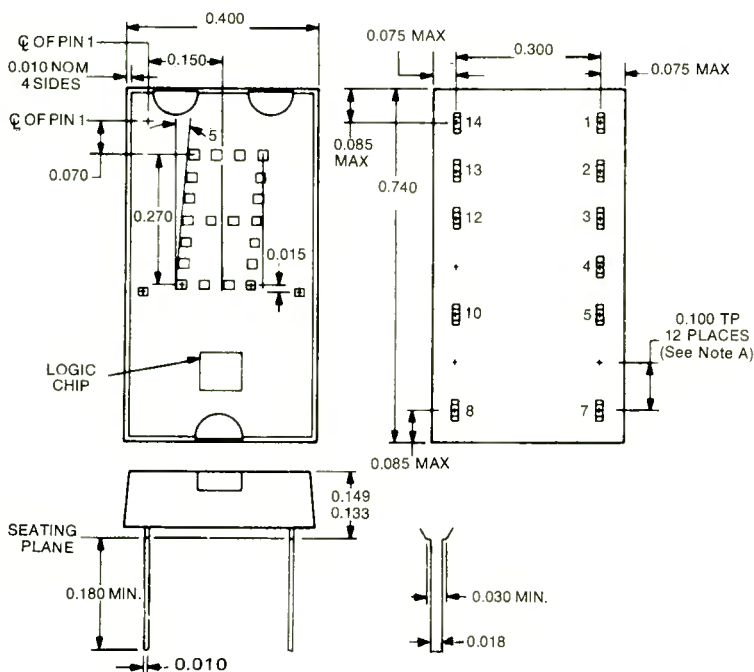 0.400
℄ OF PIN 1
0.150
0.010 NOM
4 SIDES
℄ OF PIN 1
5
0.070
0.270
0.015
LOGIC
CHIP
0.075 MAX
0.300
0.075 MAX
0.085
MAX
0.740
14
1
13
2
12
3
4
10
5
8
7
0.100 TP
12 PLACES
(See Note A)
0.085 MAX
SEATING
PLANE
0.149
0.133
0.180 MIN.
0.010
0.030 MIN.
0.018